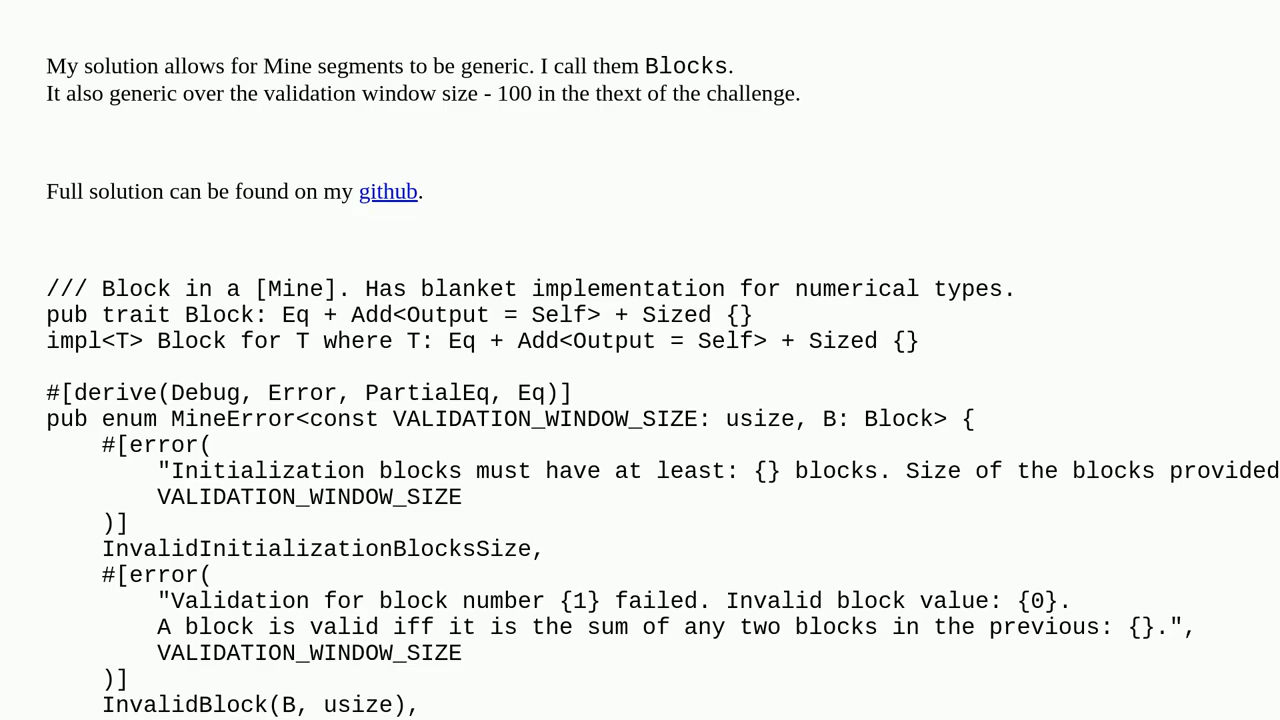 My solution allows for Mine segments to be generic. I call them Blocks.
It also generic over the validation window size - 100 in the thext of the challenge.
Full solution can be found on my github.
/// Block in a [Mine]. Has blanket implementation for numerical types.
pub trait Block: Eq + Add<Output = Self> + Sized {}
impl<T> Block for T where T: Eq + Add<Output = Self> + Sized {}
#[derive(Debug, Error, PartialEq, Eq)]
pub enum MineError<const VALIDATION_WINDOW_SIZE: usize, B: Block> {
    #[error(
        "Initialization blocks must have at least: {} blocks. Size of the blocks provided
        VALIDATION_WINDOW_SIZE
    )]
    InvalidInitializationBlocksSize,
    #[error(
        "Validation for block number {1} failed. Invalid block value: {0}.
        A block is valid iff it is the sum of any two blocks in the previous: {}.",
        VALIDATION_WINDOW_SIZE
    )]
    InvalidBlock(B, usize),